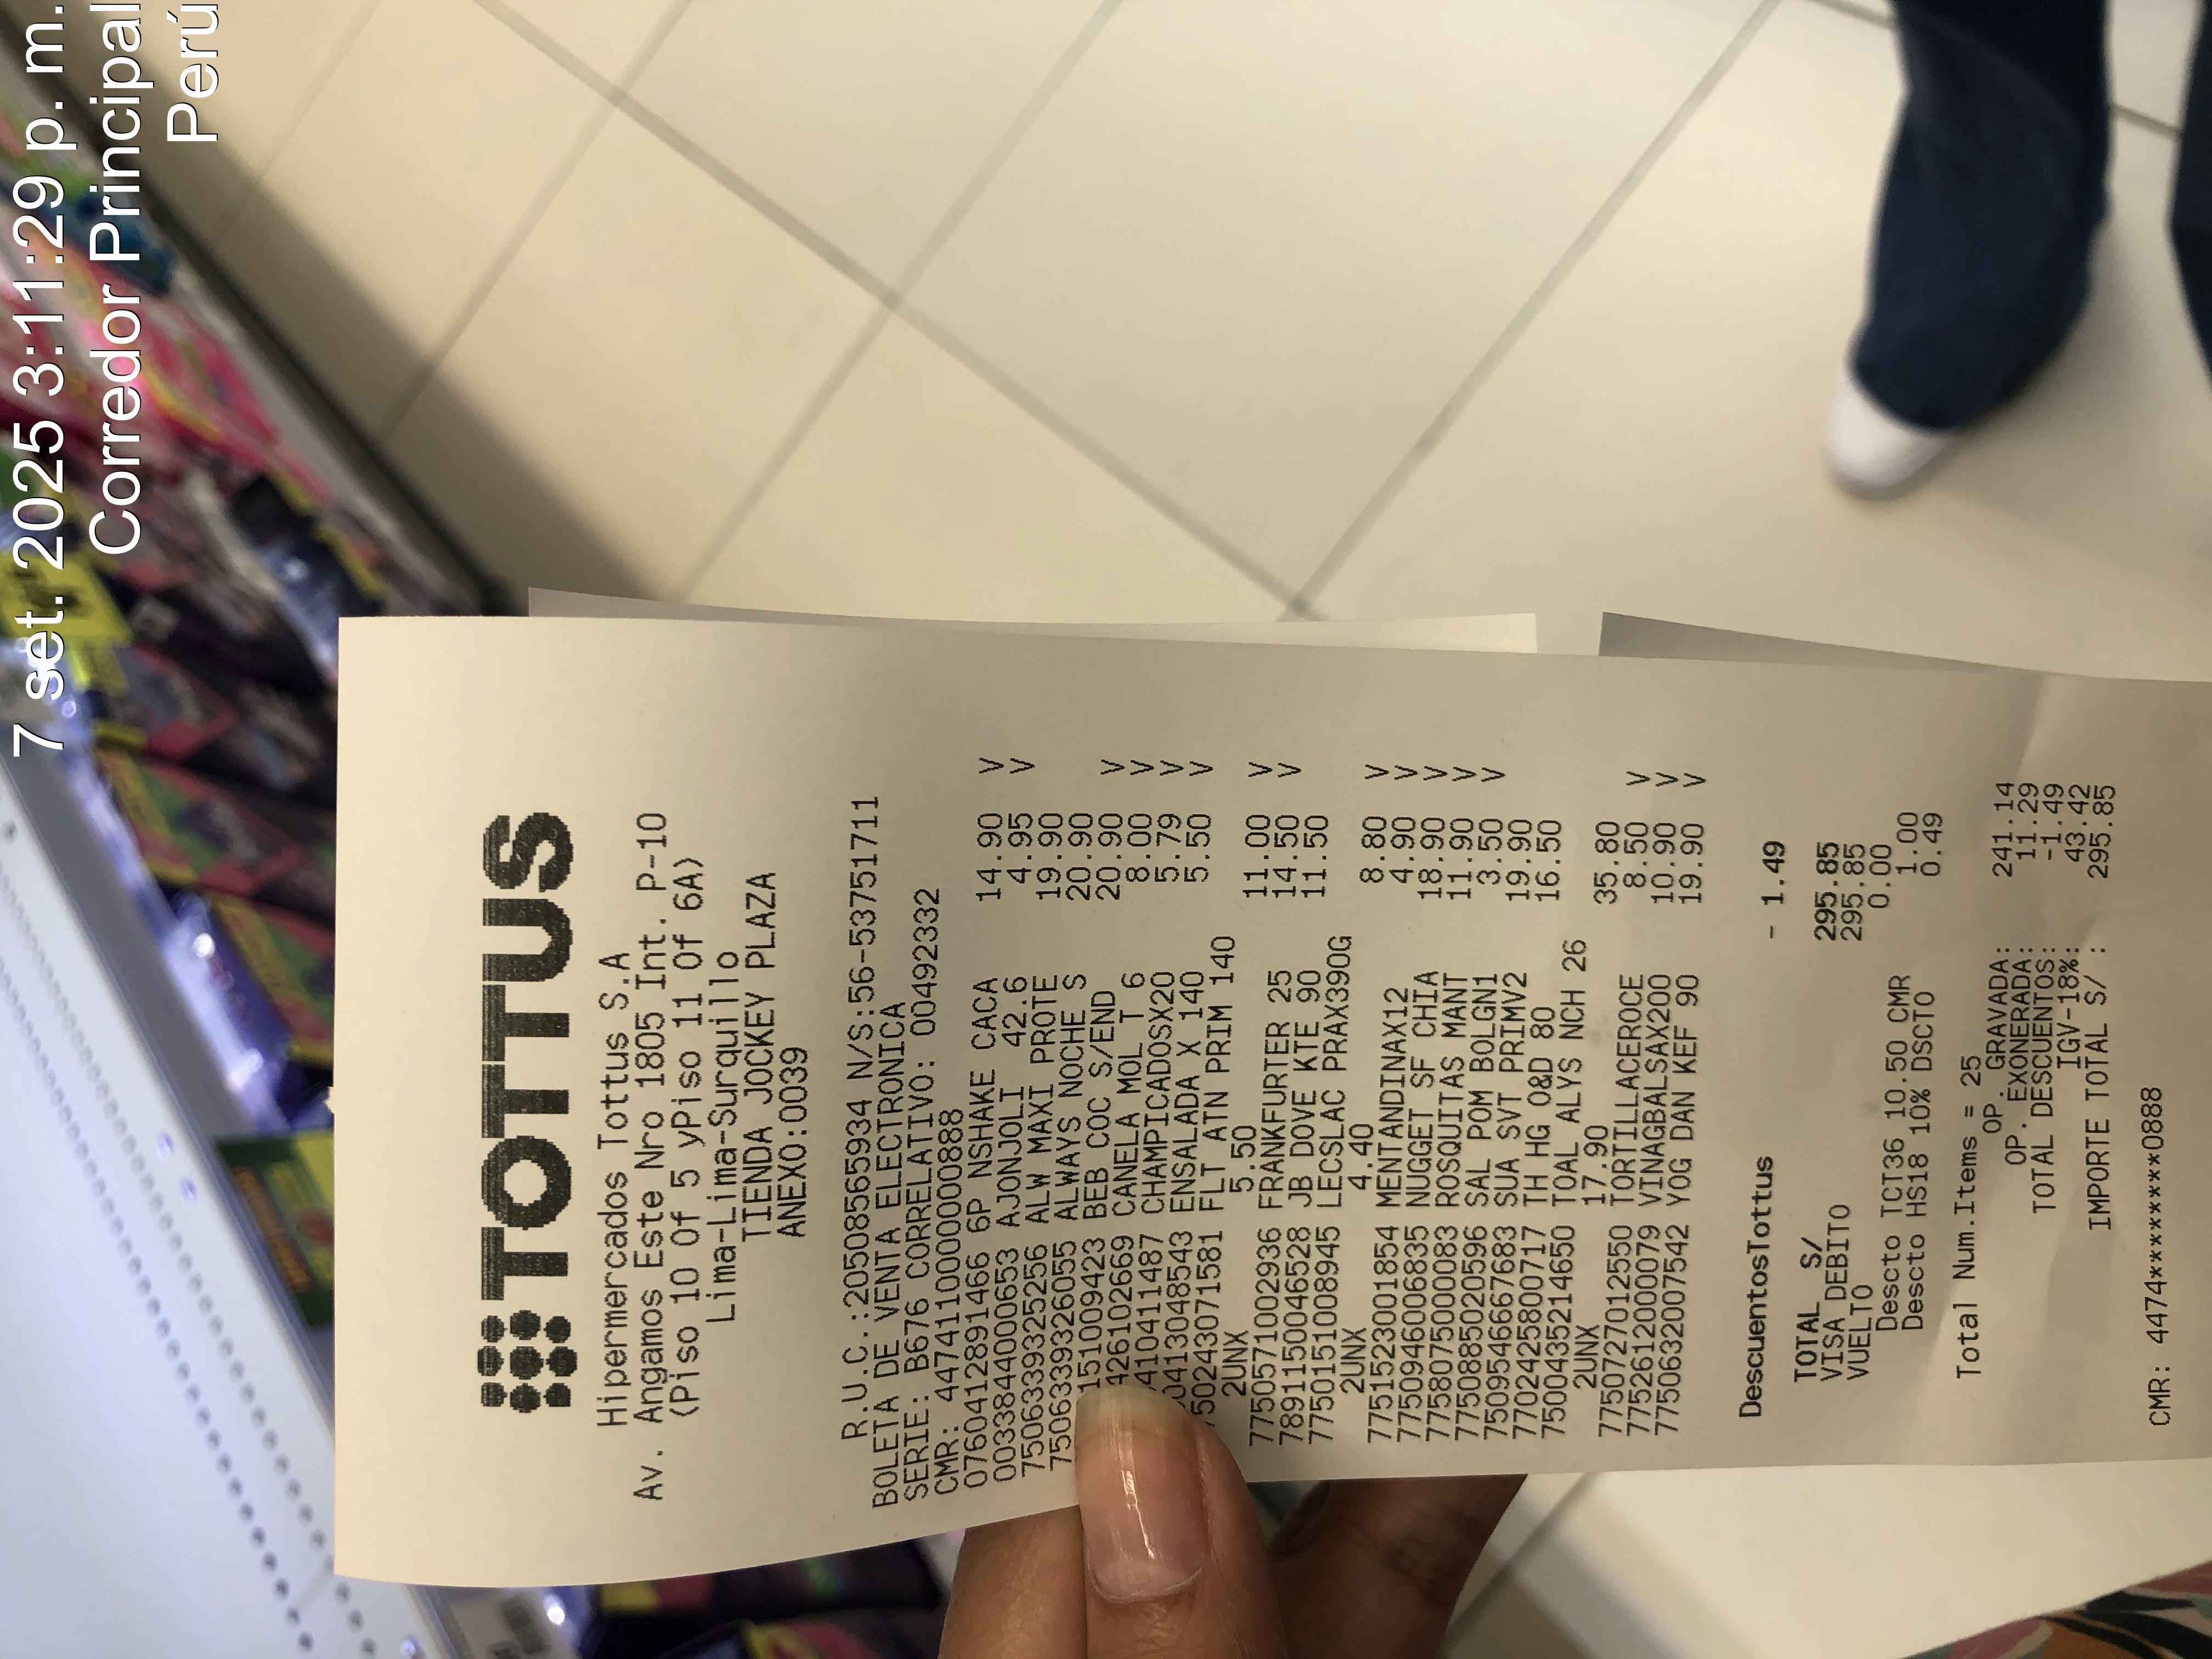 7 set. 2025 3:11:29 p. m.
Corredor Principal
Perú
TOTTUS
Hipermercados Tottus S.A
Av. Angamos Este Nro 1805 Int. P-10
(Piso 10 Of 5 yPiso 11 Of 6A)
Lima-Lima-Surquillo
TIENDA JOCKEY PLAZA
ANEXO:0039
R.U.C.:20508565934 N/S:56-53751711
BOLETA DE VENTA ELECTRONICA
SERIE: B676 CORRELATIVO: 00492332
CMR: 4474110000000888
0760412891466 6P NSHAKE CACA 14.90 V
0033844000653 AJONJOLI 42.6 4.95 V
7506339325256 ALW MAXI PROTE 19.90
7506339326055 ALWAYS NOCHE S 20.90
151009423 BEB COC S/END 20.90 V
426102669 CANELA MOL T 6 8.00 V
410411487 CHAMPICADOSX20 5.79 V
0413048543 ENSALADA X 140 5.50 V
750243071581 FLT ATN PRIM 140
2UNX 5.50 11.00 V
7750571002936 FRANKFURTER 25 14.50 V
7891150046528 JB DOVE KTE 90 11.50
7750151008945 LECSLAC PRAX390G
2UNX 4.40 8.80 V
7751523001854 MENTANDINAX12 4.90 V
7750946006835 NUGGET SF CHIA 18.90 V
7758075000083 ROSQUITAS MANT 11.90 V
7750885020596 SAL POM BOLGN1 3.50 V
7509546667683 SUA SVT PRIMV2 19.90
7702425800717 TH HG O&D 80 16.50
7500435214650 TOAL ALYS NCH 26
2UNX 17.90 35.80
7750727012550 TORTILLACEROCE 8.50 V
7752612000079 VINAGBALSAX200 10.90 V
7750632007542 YOG DAN KEF 90 19.90 V
DescuentosTottus - 1.49
TOTAL S/ 295.85
VISA DEBITO 295.85
VUELTO 0.00
Descto TCT36 10.50 CMR 1.00
Descto HS18 10% DSCTO 0.49
Total Num.Items = 25
OP. GRAVADA: 241.14
OP. EXONERADA: 11.29
TOTAL DESCUENTOS: -1.49
IGV-18%: 43.42
IMPORTE TOTAL S/ : 295.85
CMR: 4474********0888